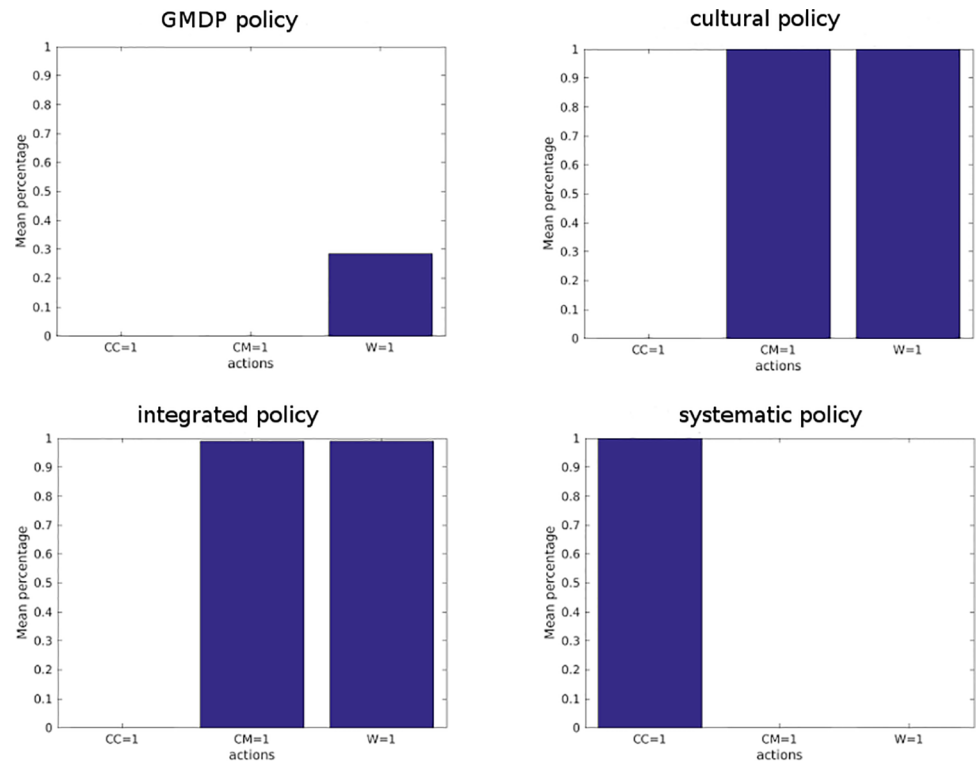 GMDP policy
1
0.9
0.8
0.7
0.6
0.5
0.4
0.3
0.2
0.1
0
Mean percentage
CC=1 CM=1 W=1
actions
cultural policy
1
0.9
0.8
0.7
0.6
0.5
0.4
0.3
0.2
0.1
0
Mean percentage
CC=1 CM=1 W=1
actions
integrated policy
1
0.9
0.8
0.7
0.6
0.5
0.4
0.3
0.2
0.1
0
Mean percentage
CC=1 CM=1 W=1
actions
systematic policy
1
0.9
0.8
0.7
0.6
0.5
0.4
0.3
0.2
0.1
0
Mean percentage
CC=1 CM=1 W=1
actions